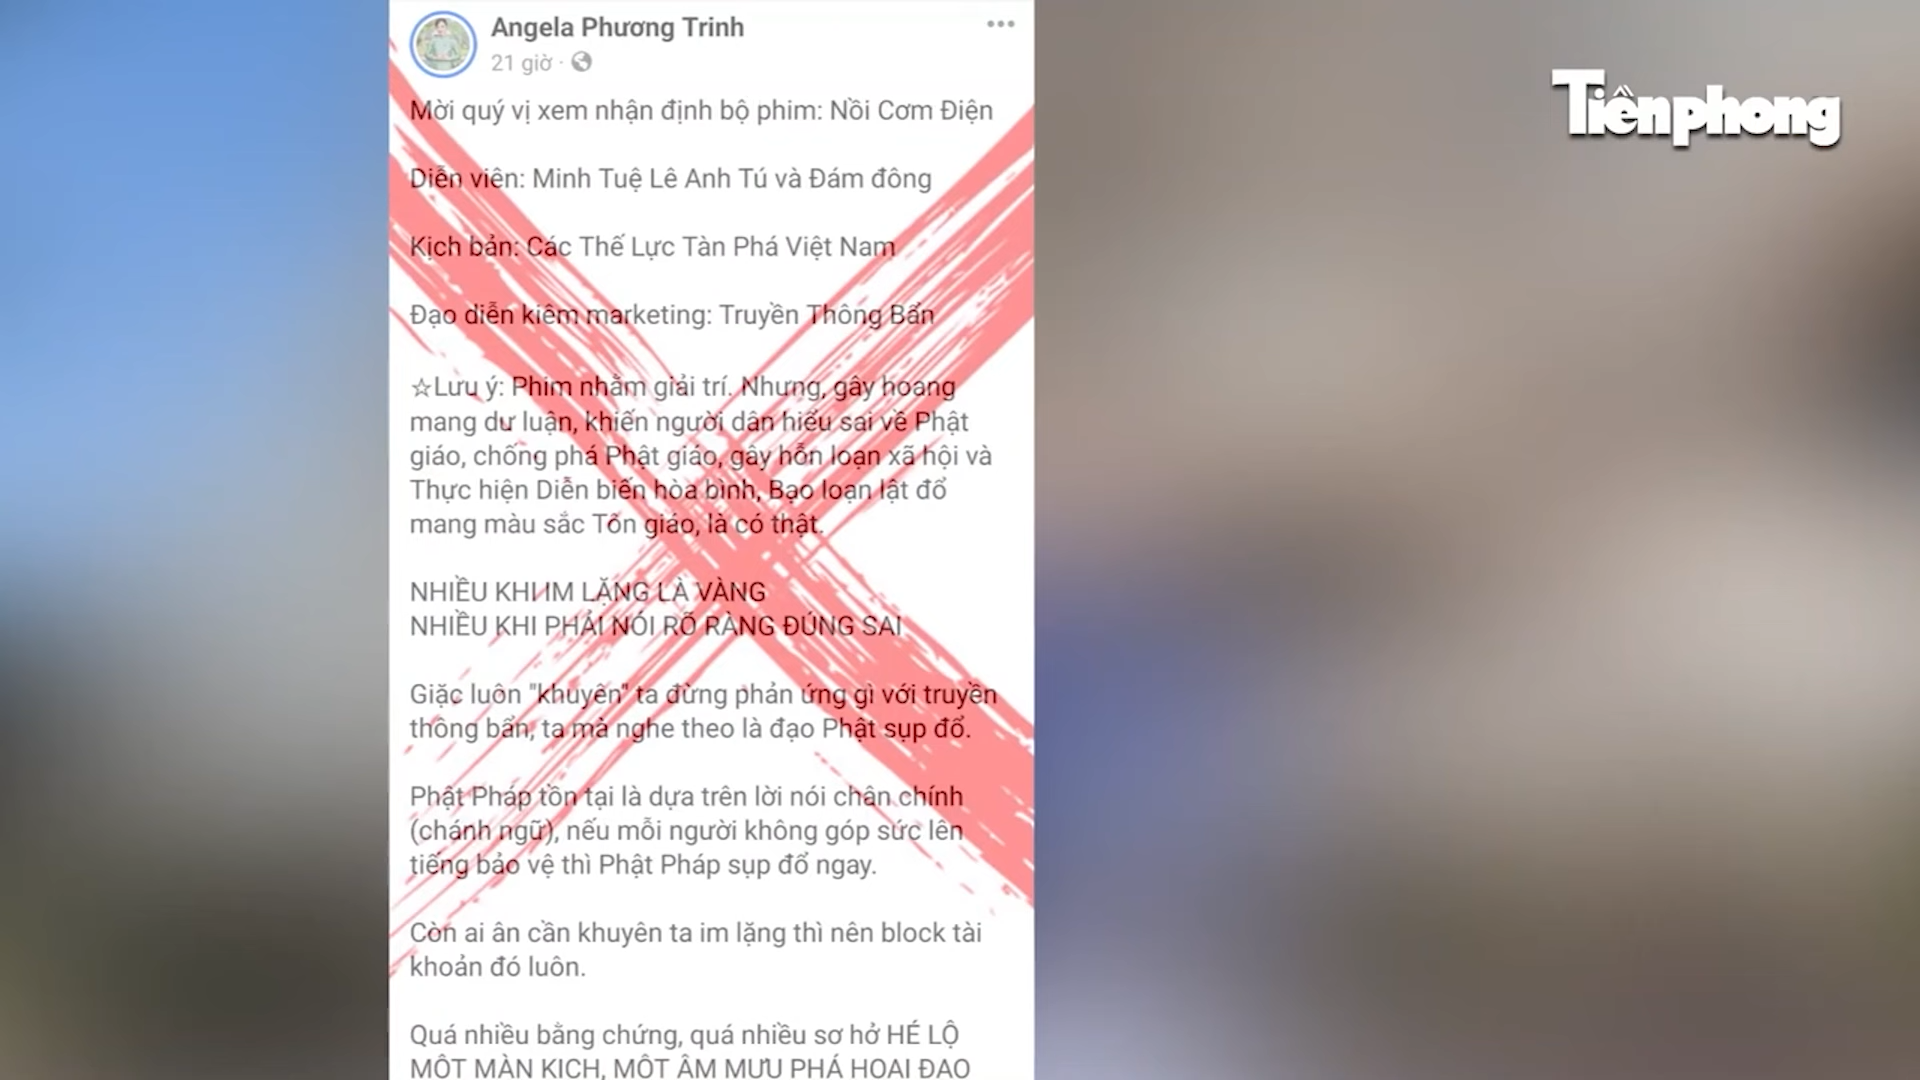 Angela Phương Trinh
21 giờ ·
Tiền phong
Mời quý vị xem nhận định bộ phim: Nồi Cơm Điện
Diễn viên: Minh Tuệ Lê Anh Tú và Đám đông
Kịch bản: Các Thế Lực Tàn Phá Việt Nam
Đạo diễn kiêm marketing: Truyền Thông Bẩn
☆Lưu ý: Phim nhằm giải trí. Nhưng, gây hoang
mang dư luận, khiến người dân hiểu sai về Phật
giáo, chống phá Phật giáo, gây hỗn loạn xã hội và
Thực hiện Diễn biến hòa bình, Bạo loạn lật đổ
mang màu sắc Tôn giáo, là có thật.
NHIỀU KHI IM LẶNG LÀ VÀNG
NHIỀU KHI PHẢI NÓI RÕ RÀNG ĐÚNG SAI
Giặc luôn "khuyên" ta đừng phản ứng gì với truyền
thông bẩn, ta mà nghe theo là đạo Phật sụp đổ.
Phật Pháp tồn tại là dựa trên lời nói chân chính
(chánh ngữ), nếu mỗi người không góp sức lên
tiếng bảo vệ thì Phật Pháp sụp đổ ngay.
Còn ai ân cần khuyên ta im lặng thì nên block tài
khoản đó luôn.
Quá nhiều bằng chứng, quá nhiều sơ hở HÉ LỘ
MỘT MÀN KỊCH, MỘT ÂM MƯU PHÁ HOẠI ĐẠO